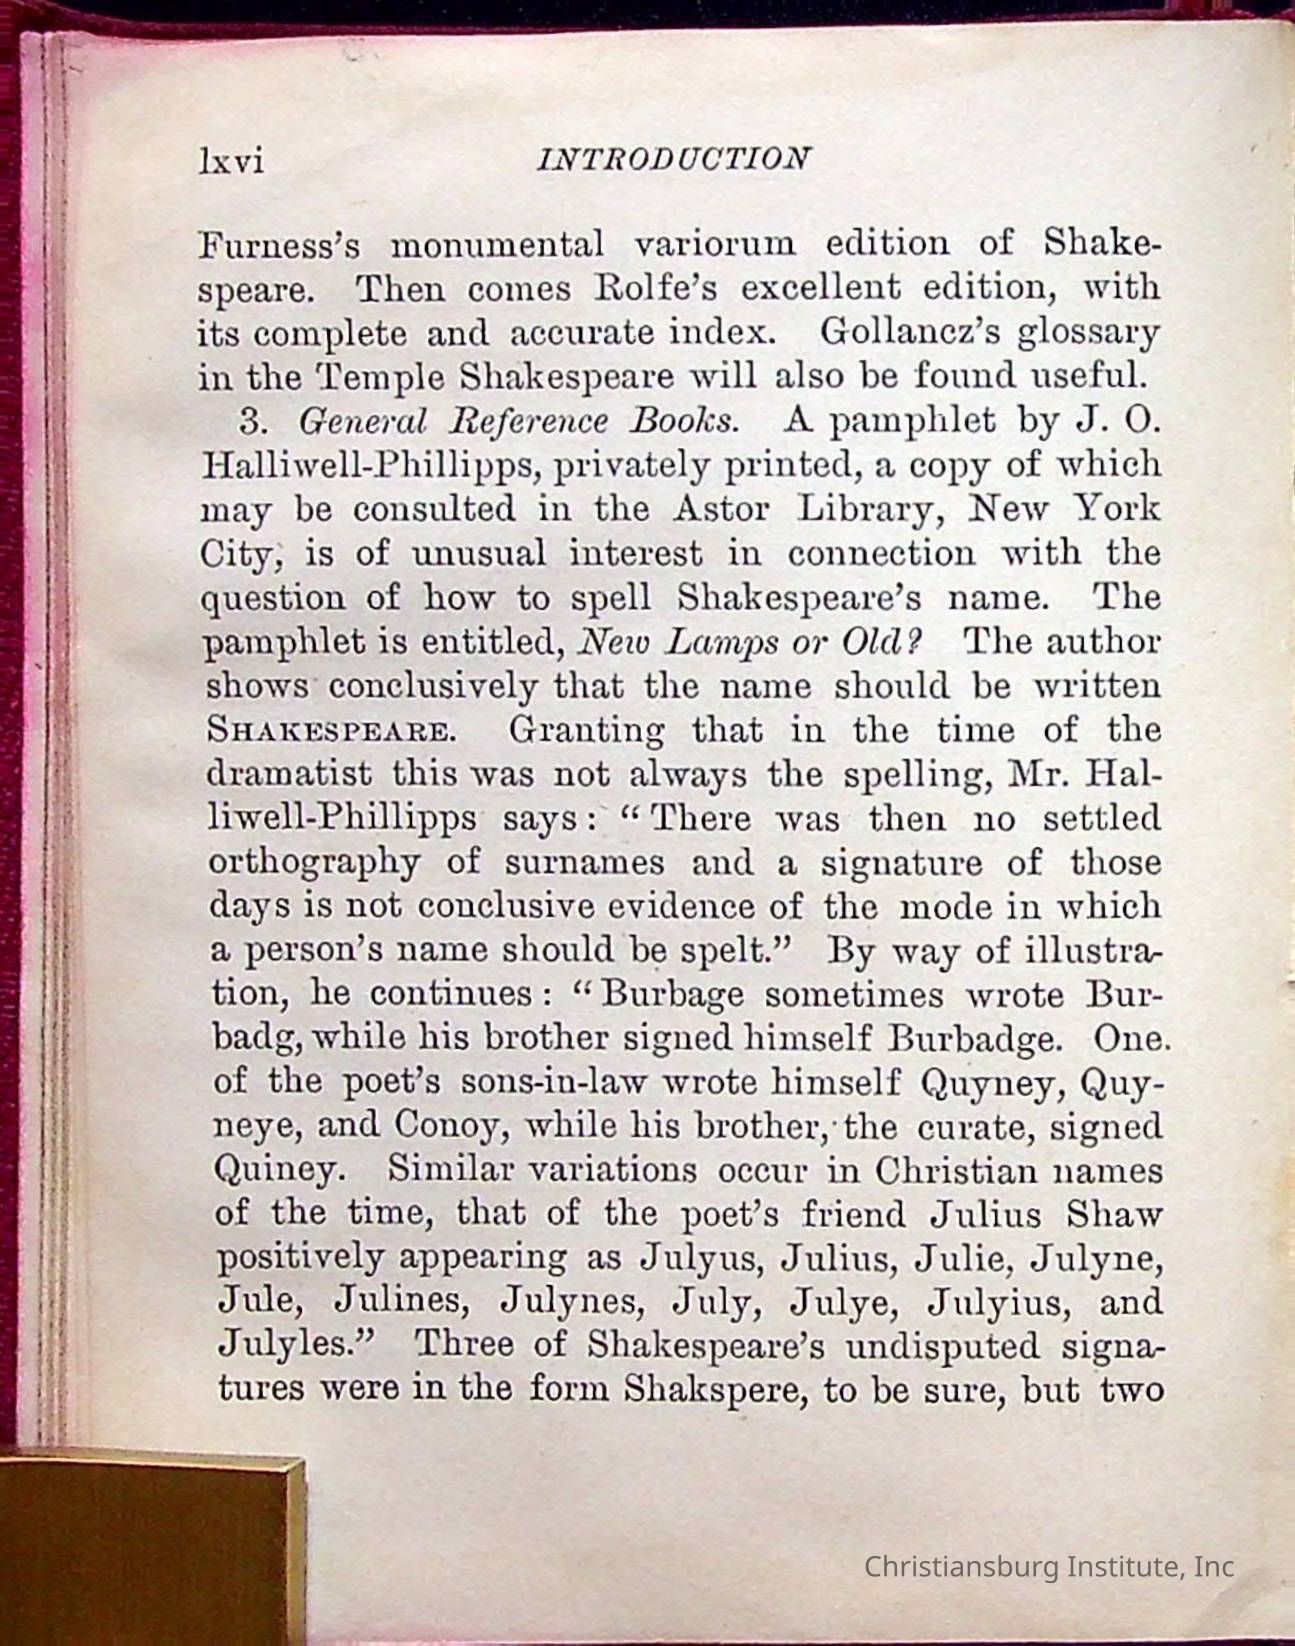 lxvi INTRODUCTION
Furness's monumental variorum edition of Shake-
speare. Then comes Rolfe's excellent edition, with
its complete and accurate index. Gollancz's glossary
in the Temple Shakespeare will also be found useful.
3. General Reference Books. A pamphlet by J. O.
Halliwell-Phillipps, privately printed, a copy of which
may be consulted in the Astor Library, New York
City, is of unusual interest in connection with the
question of how to spell Shakespeare's name. The
pamphlet is entitled, New Lamps or Old? The author
shows conclusively that the name should be written
SHAKESPEARE. Granting that in the time of the
dramatist this was not always the spelling, Mr. Hal-
liwell-Phillipps says: “There was then no settled
orthography of surnames and a signature of those
days is not conclusive evidence of the mode in which
a person's name should be spelt.” By way of illustra-
tion, he continues: “Burbage sometimes wrote Bur-
badg, while his brother signed himself Burbadge. One.
of the poet's sons-in-law wrote himself Quyney, Quy-
neye, and Conoy, while his brother, the curate, signed
Quiney. Similar variations occur in Christian names
of the time, that of the poet's friend Julius Shaw
positively appearing as Julyus, Julius, Julie, Julyne,
Jule, Julines, Julynes, July, Julye, Julyius, and
Julyles.” Three of Shakespeare's undisputed signa-
tures were in the form Shakspere, to be sure, but two
Christiansburg Institute, Inc